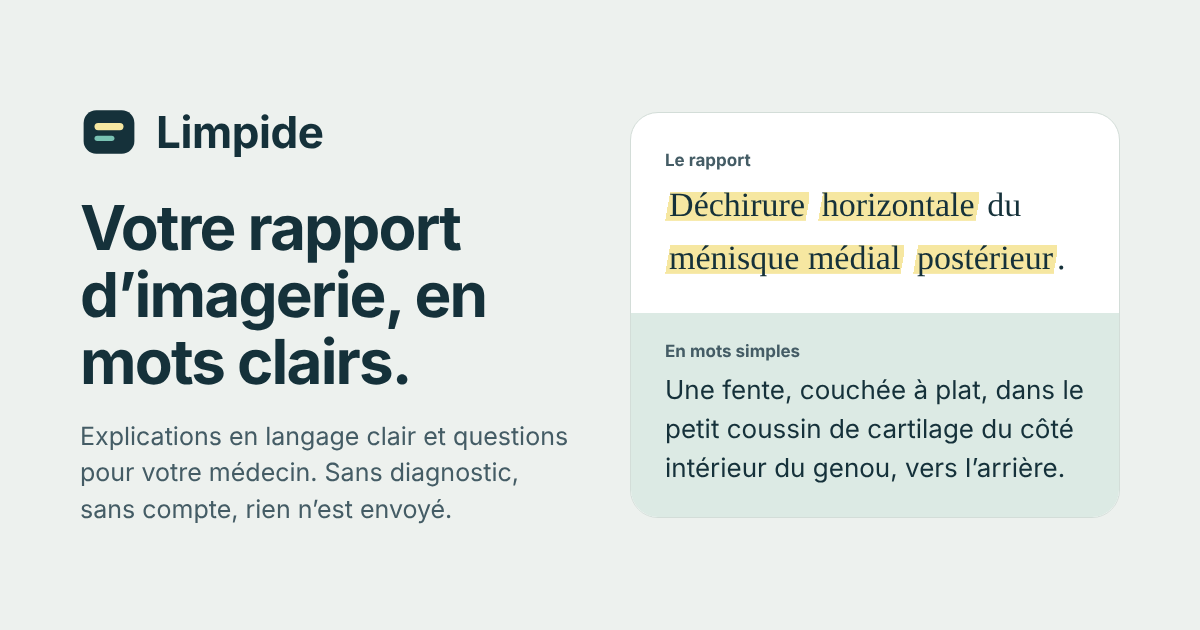 Limpide
Votre rapport
d’imagerie, en
mots clairs.
Explications en langage clair et questions
pour votre médecin. Sans diagnostic,
sans compte, rien n’est envoyé.
Le rapport
Déchirure horizontale du
ménisque médial postérieur.
En mots simples
Une fente, couchée à plat, dans le
petit coussin de cartilage du côté
intérieur du genou, vers l’arrière.